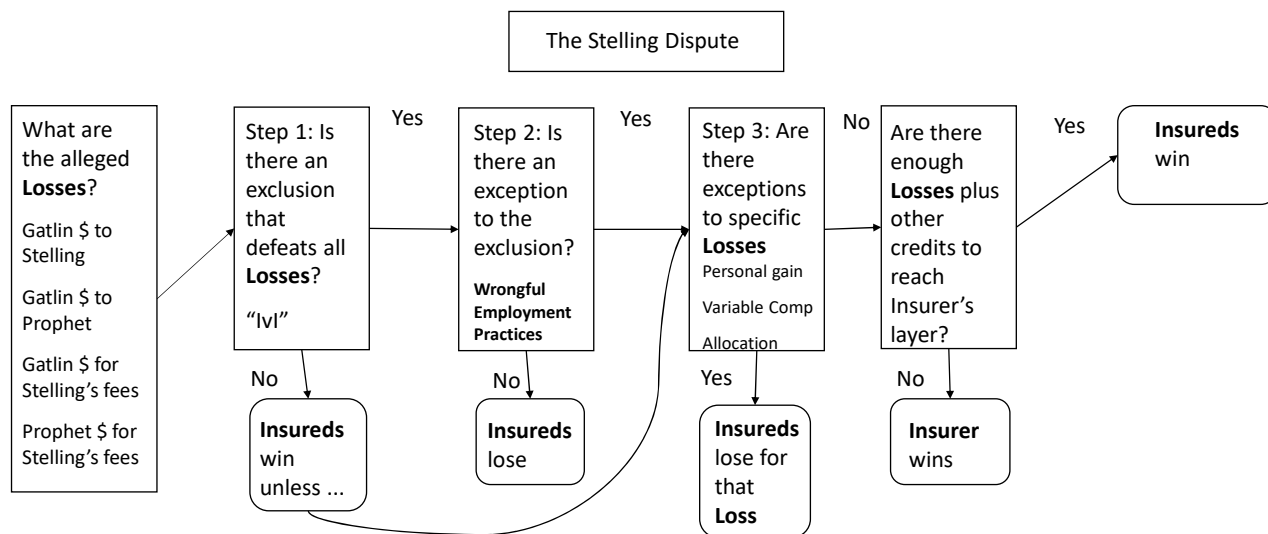 The Stelling Dispute
What are
the alleged
Losses?
Gatlin $ to
Stelling
Gatlin $ to
Prophet
Gatlin $ for
Stelling’s fees
Prophet $ for
Stelling’s fees
Step 1: Is
there an
exclusion
that
defeats all
Losses?
“IvI”
Yes
No
Insureds
win
unless ...
Step 2: Is
there an
exception
to the
exclusion?
Wrongful
Employment
Practices
Yes
No
Insureds
lose
Step 3: Are
there
exceptions
to specific
Losses
Personal gain
Variable Comp
Allocation
No
Yes
Insureds
lose for
that
Loss
Are there
enough
Losses plus
other
credits to
reach
Insurer’s
layer?
Yes
No
Insurer
wins
Insureds
win